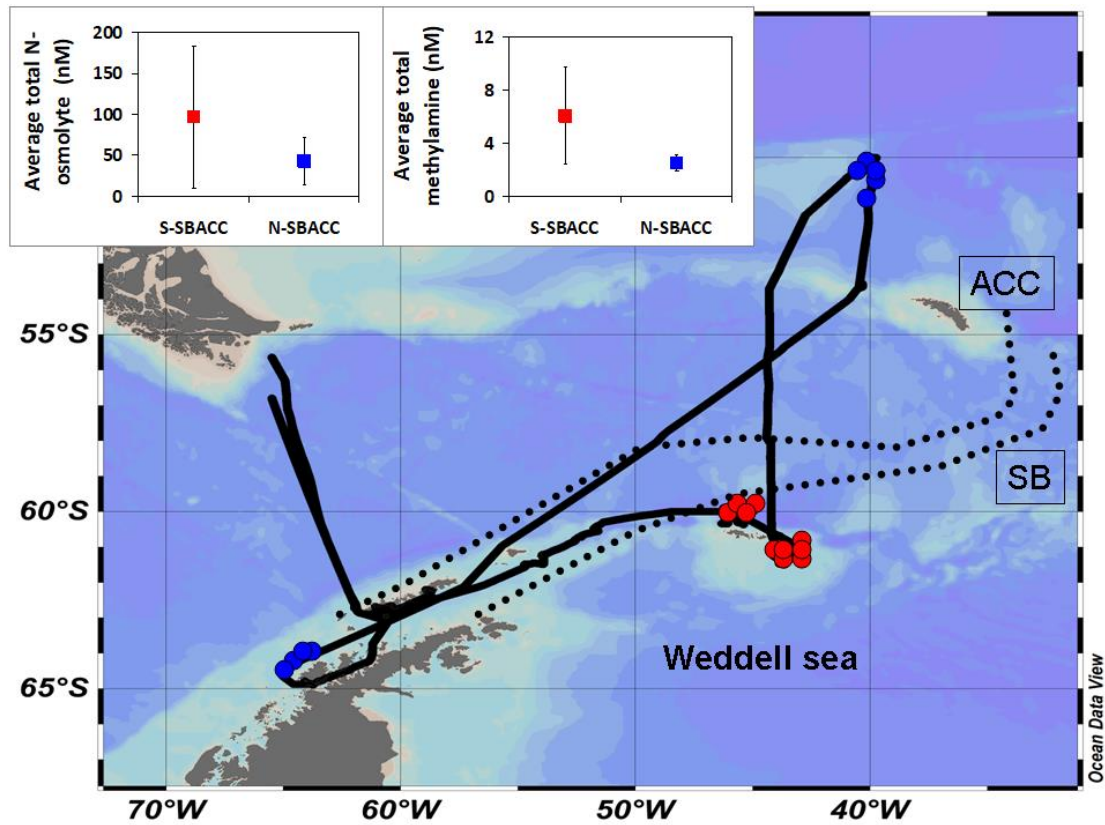 Average total N-
osmolyte (nM)
200
150
100
50
0
S-SBACC N-SBACC
Average total
methylamine (nM)
12
8
4
0
S-SBACC N-SBACC
ACC
SB
55°S
60°S
65°S
Weddell sea
70°W 60°W 50°W 40°W
Ocean Data View